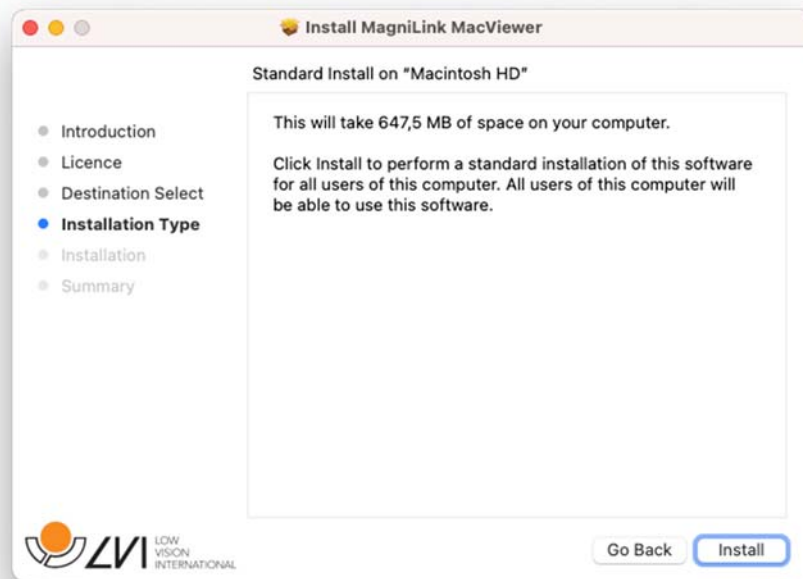 Install MagniLink MacViewer
Standard Install on "Macintosh HD"
Introduction
Licence
Destination Select
Installation Type
Installation
Summary
This will take 647,5 MB of space on your computer.
Click Install to perform a standard installation of this software
for all users of this computer. All users of this computer will
be able to use this software.
LVI
LOW
VISION
INTERNATIONAL
Go Back
Install